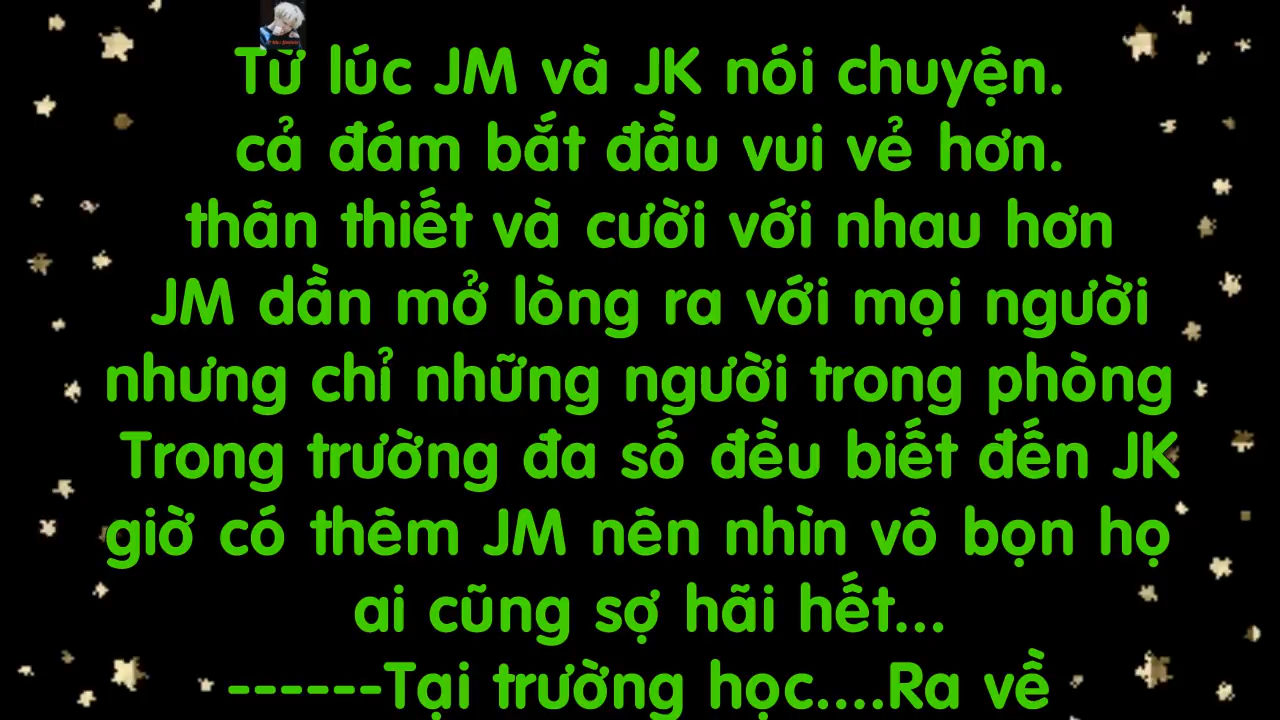 Từ lúc JM và JK nói chuyện.
cả đám bắt đầu vui vẻ hơn.
thân thiết và cười với nhau hơn
JM dần mở lòng ra với mọi người
nhưng chỉ những người trong phòng
Trong trường đa số đều biết đến JK
giờ có thêm JM nên nhìn vô bọn họ
ai cũng sợ hãi hết...
------Tại trường học....Ra về